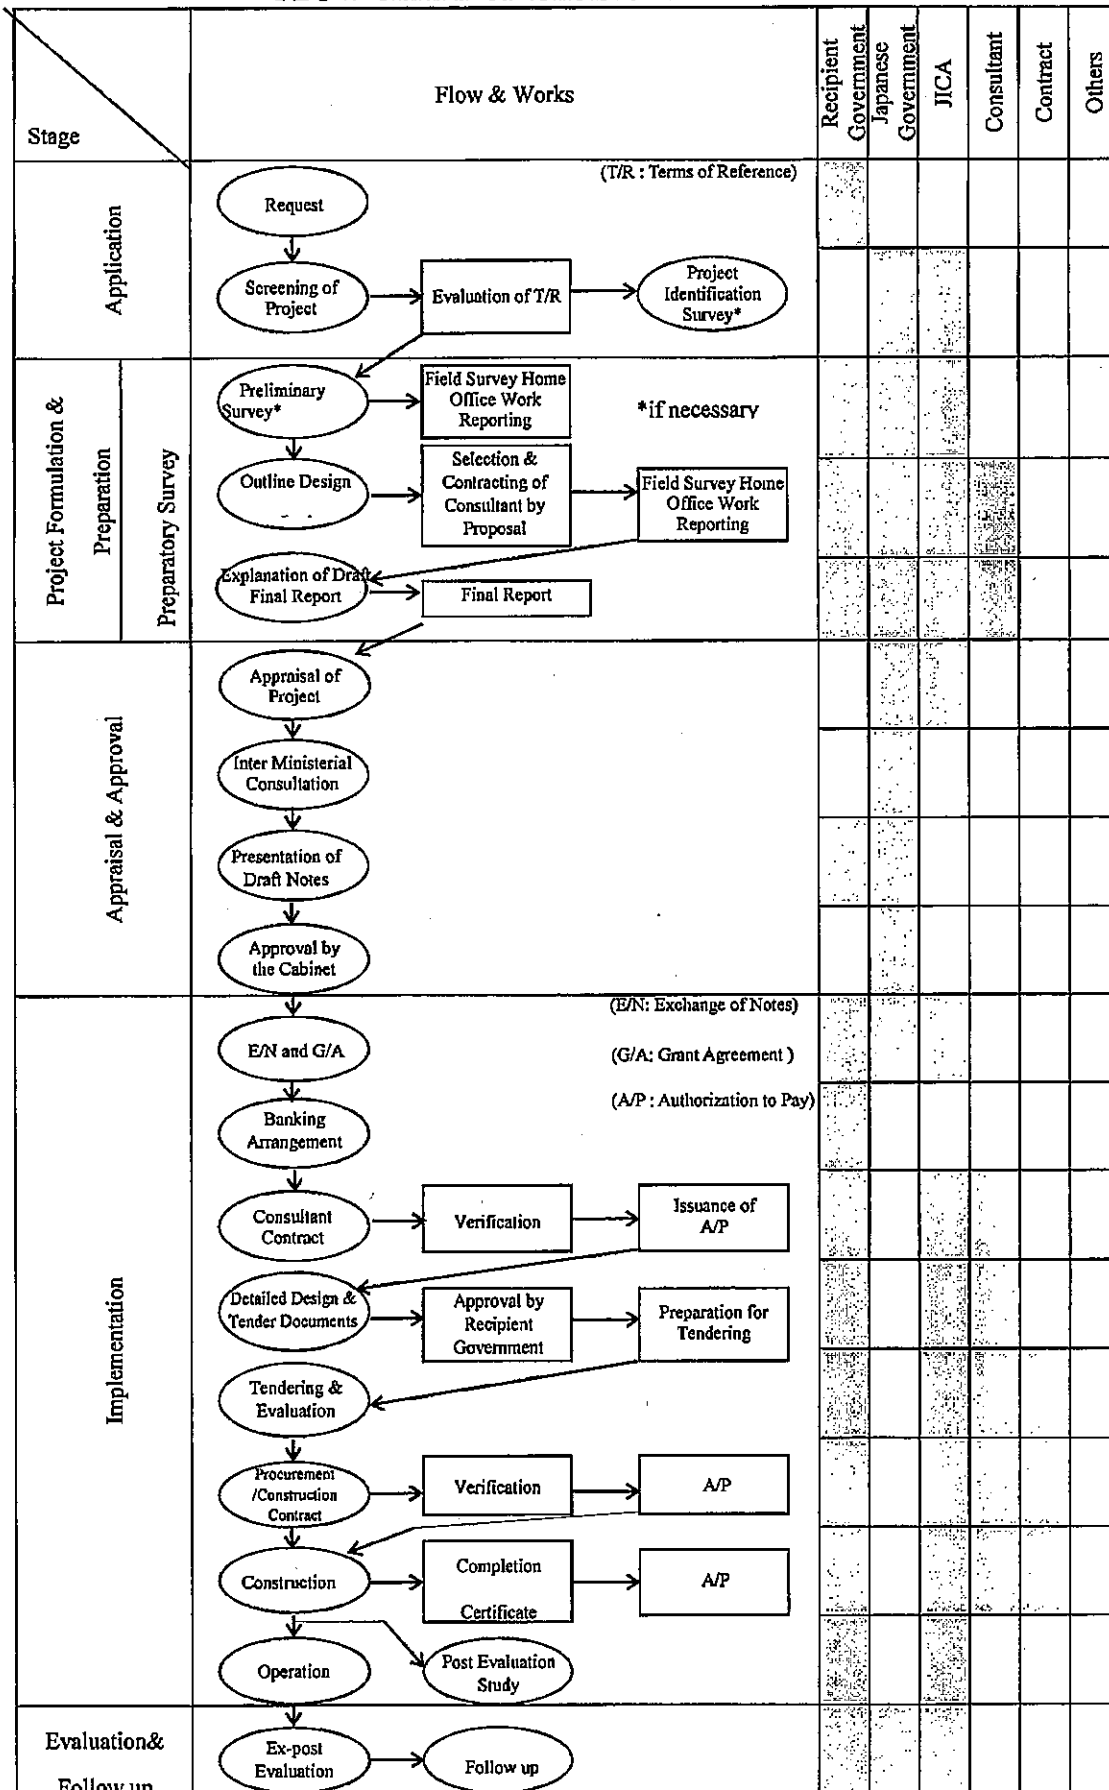 Stage
Flow & Works
Recipient
Government
Japanese
Government
JICA
Consultant
Contract
Others
Application
(T/R : Terms of Reference)
Request
Screening of
Project
Evaluation of T/R
Project
Identification
Survey*
Project Formulation &
Preparation
Preparatory Survey
Preliminary
Survey*
Field Survey Home
Office Work
Reporting
*if necessary
Outline Design
Selection &
Contracting of
Consultant by
Proposal
Field Survey Home
Office Work
Reporting
Explanation of Draft
Final Report
Final Report
Appraisal & Approval
Appraisal of
Project
Inter Ministerial
Consultation
Presentation of
Draft Notes
Approval by
the Cabinet
Implementation
(E/N: Exchange of Notes)
E/N and G/A
(G/A: Grant Agreement )
(A/P : Authorization to Pay)
Banking
Arrangement
Consultant
Contract
Verification
Issuance of
A/P
Detailed Design &
Tender Documents
Approval by
Recipient
Government
Preparation for
Tendering
Tendering &
Evaluation
Procurement
/Construction
Contract
Verification
A/P
Construction
Completion
Certificate
A/P
Operation
Post Evaluation
Study
Evaluation&
Follow up
Ex-post
Evaluation
Follow up